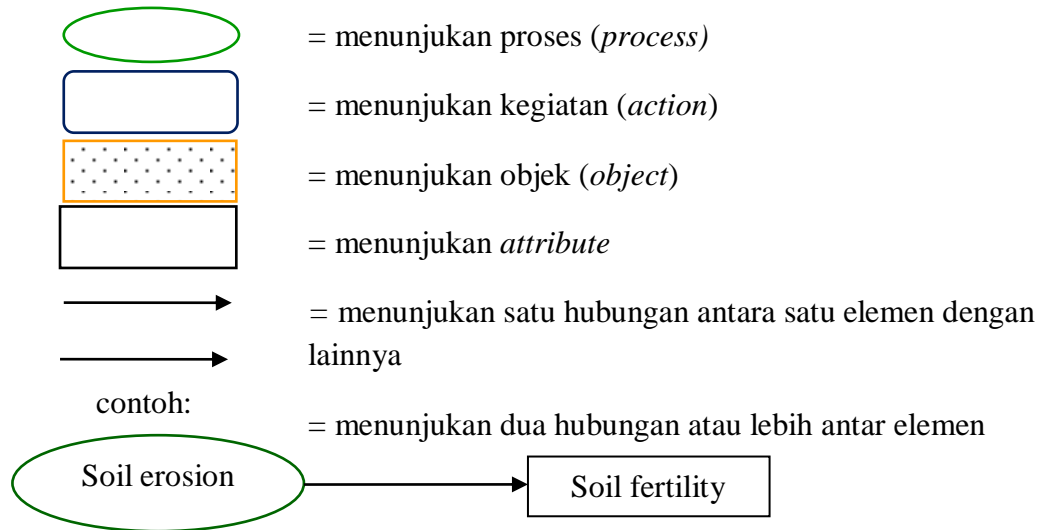 = menunjukan proses (process)
= menunjukan kegiatan (action)
= menunjukan objek (object)
= menunjukan attribute
= menunjukan satu hubungan antara satu elemen dengan
lainnya
contoh:
= menunjukan dua hubungan atau lebih antar elemen
Soil erosion
Soil fertility